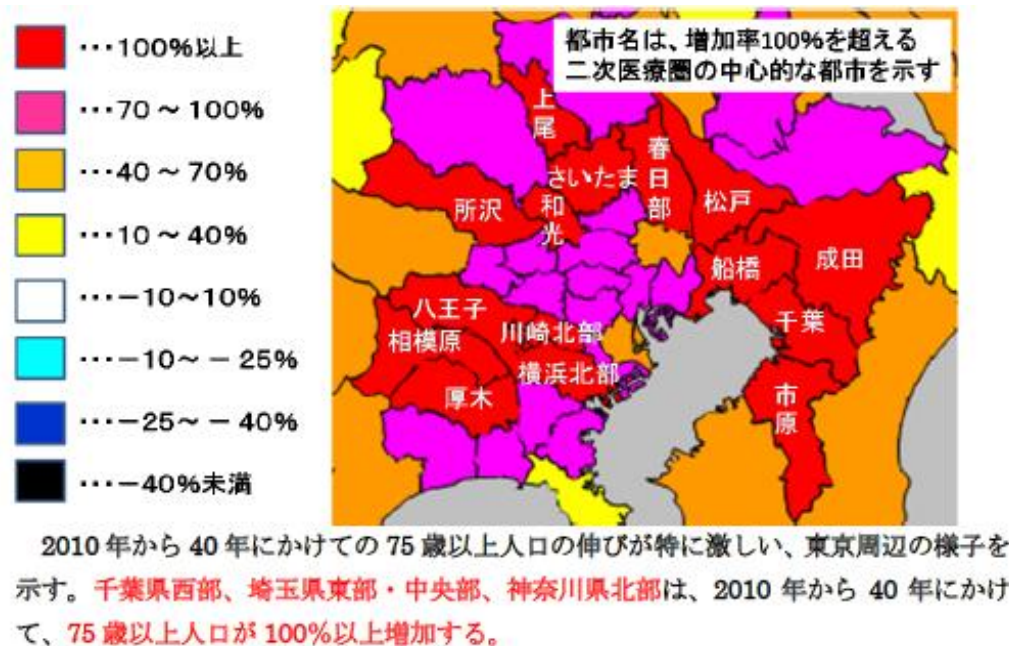 …100%以上
…70～100%
…40～70%
…10～40%
…－10～10%
…－10～－25%
…－25～－40%
…－40%未満
都市名は、増加率100%を超える
二次医療圏の中心的な都市を示す
上尾
春日部
さいたま
所沢
和光
松戸
船橋
成田
八王子
千葉
相模原
川崎北部
横浜北部
厚木
市原
2010年から40年にかけての75歳以上人口の伸びが特に激しい、東京周辺の様子を
示す。千葉県西部、埼玉県東部・中央部、神奈川県北部は、2010年から40年にかけ
て、75歳以上人口が100%以上増加する。